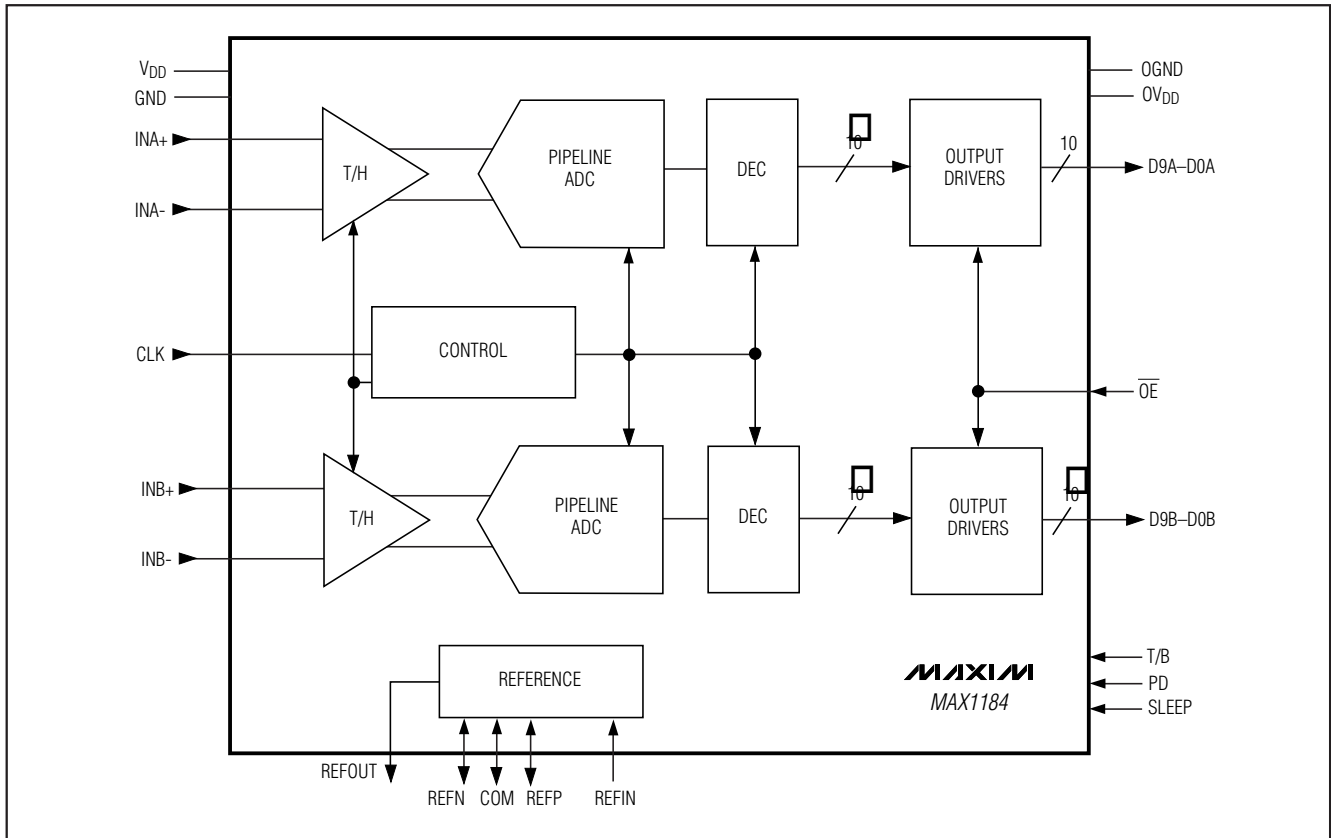 VDD
GND
INA+
INA-
T/H
PIPELINE
ADC
DEC
10
OUTPUT
DRIVERS
10
OGND
OVDD
D9A–D0A
CLK
CONTROL
OE
INB+
INB-
T/H
PIPELINE
ADC
DEC
10
OUTPUT
DRIVERS
10
D9B–D0B
REFERENCE
REFOUT
REFN
COM
REFP
REFIN
MAXIM
MAX1184
T/B
PD
SLEEP